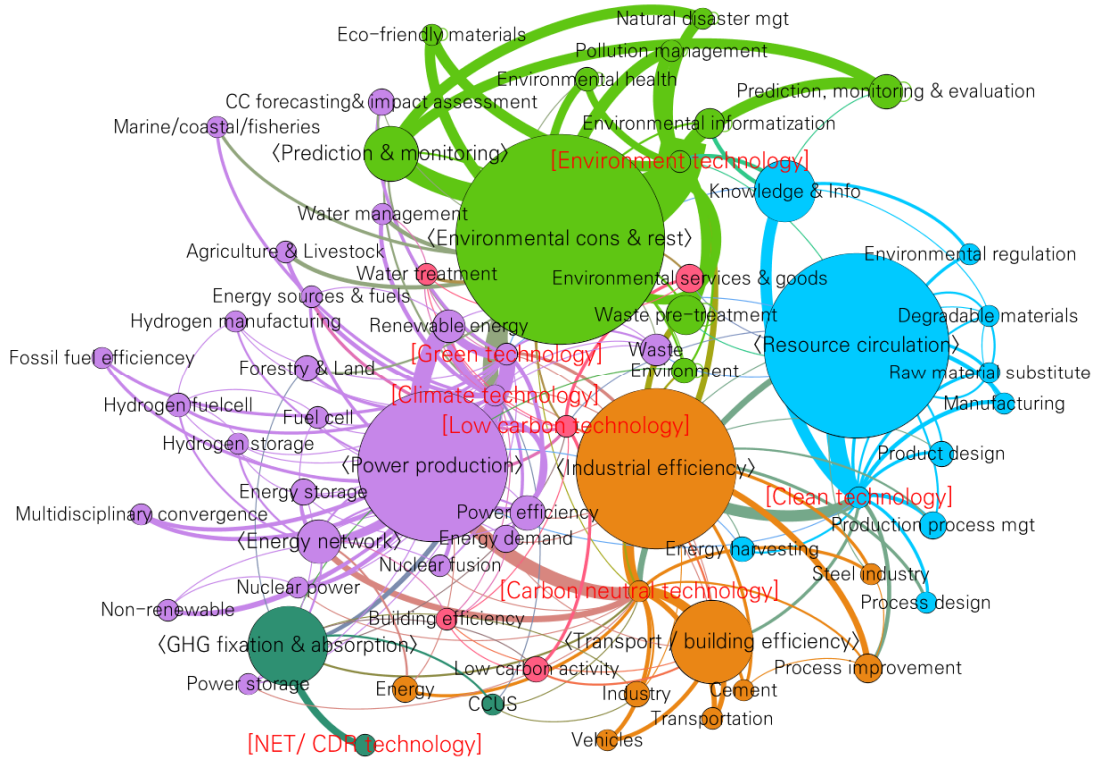 Natural disaster mgt
Eco-friendly materials
Pollution management
Environmental health
Prediction, monitoring & evaluation
CC forecasting& impact assessment
Marine/coastal/fisheries
Environmental informatization
〈Prediction & monitoring〉
[Environment technology]
Knowledge & Info
Water management
〈Environmental cons & rest〉
Agriculture & Livestock
Environmental regulation
Water treatment
Environmental services & goods
Energy sources & fuels
Hydrogen manufacturing
Renewable energy
Waste pre-treatment
Degradable materials
〈Resource circulation〉
Fossil fuel efficiencey
[Green technology]
Waste
Forestry & Land
Environment
Raw material substitute
[Climate technology]
Hydrogen fuelcell
Manufacturing
Fuel cell
[Low carbon technology]
Hydrogen storage
Product design
〈Power production〉
〈Industrial efficiency〉
Energy storage
[Clean technology]
Multidisciplinary convergence
Power efficiency
Production process mgt
〈Energy network〉
Energy demand
Energy harvesting
Nuclear fusion
Steel industry
Nuclear power
[Carbon neutral technology]
Process design
Non-renewable
Building efficiency
〈GHG fixation & absorption〉
〈Transport / building efficiency〉
Low carbon activity
Process improvement
Power storage
Energy
Industry
Cement
CCUS
Transportation
Vehicles
[NET/ CDR technology]